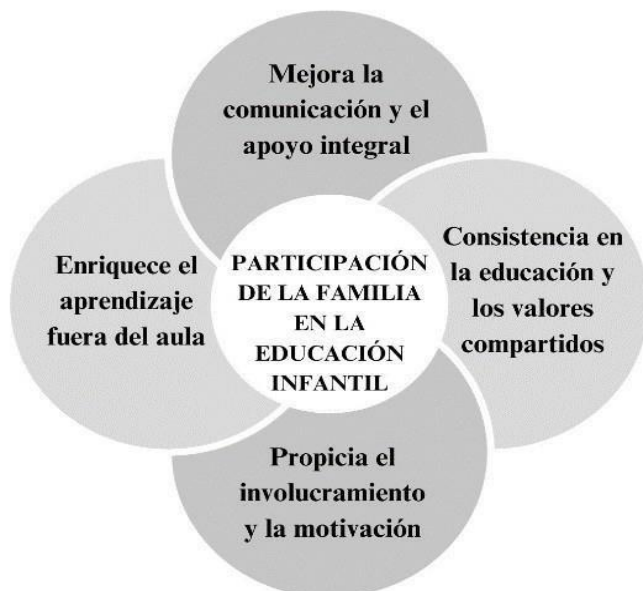 Mejora la
comunicación y el
apoyo integral
Enriquece el
aprendizaje
fuera del aula
PARTICIPACIÓN
DE LA FAMILIA
EN LA
EDUCACIÓN
INFANTIL
Consistencia en
la educación y
los valores
compartidos
Propicia el
involucramiento
y la motivación